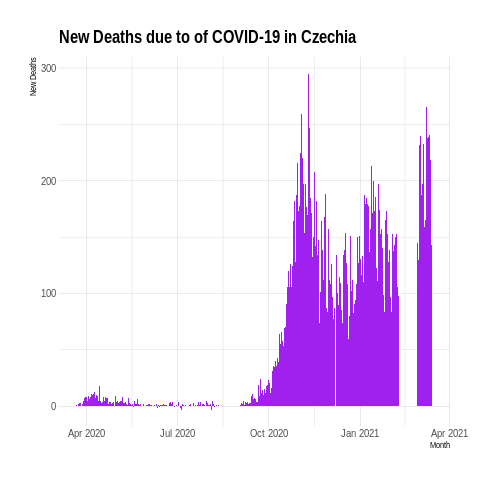 New Deaths due to of COVID-19 in Czechia
New Deaths
300
200
100
0
Apr 2020 Jul 2020 Oct 2020 Jan 2021 Apr 2021
Month